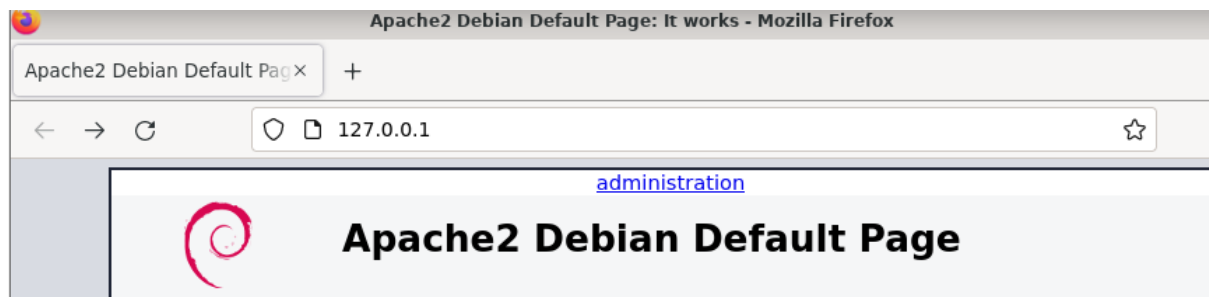 Apache2 Debian Default Page: It works - Mozilla Firefox
Apache2 Debian Default Pag
127.0.0.1
administration
Apache2 Debian Default Page